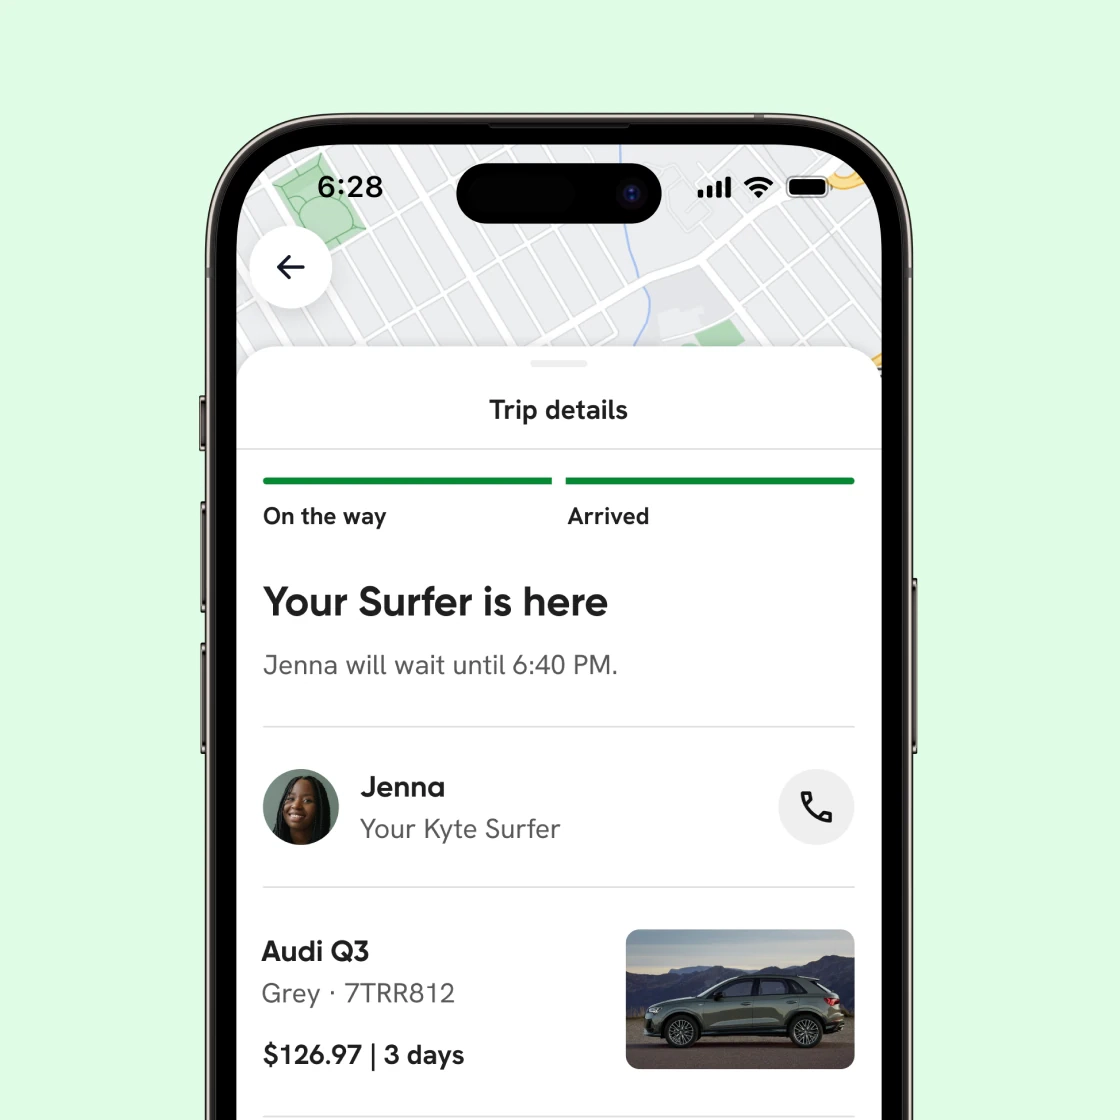 6:28
Trip details
On the way
Arrived
Your Surfer is here
Jenna will wait until 6:40 PM.
Jenna
Your Kyte Surfer
Audi Q3
Grey · 7TRR812
$126.97 | 3 days